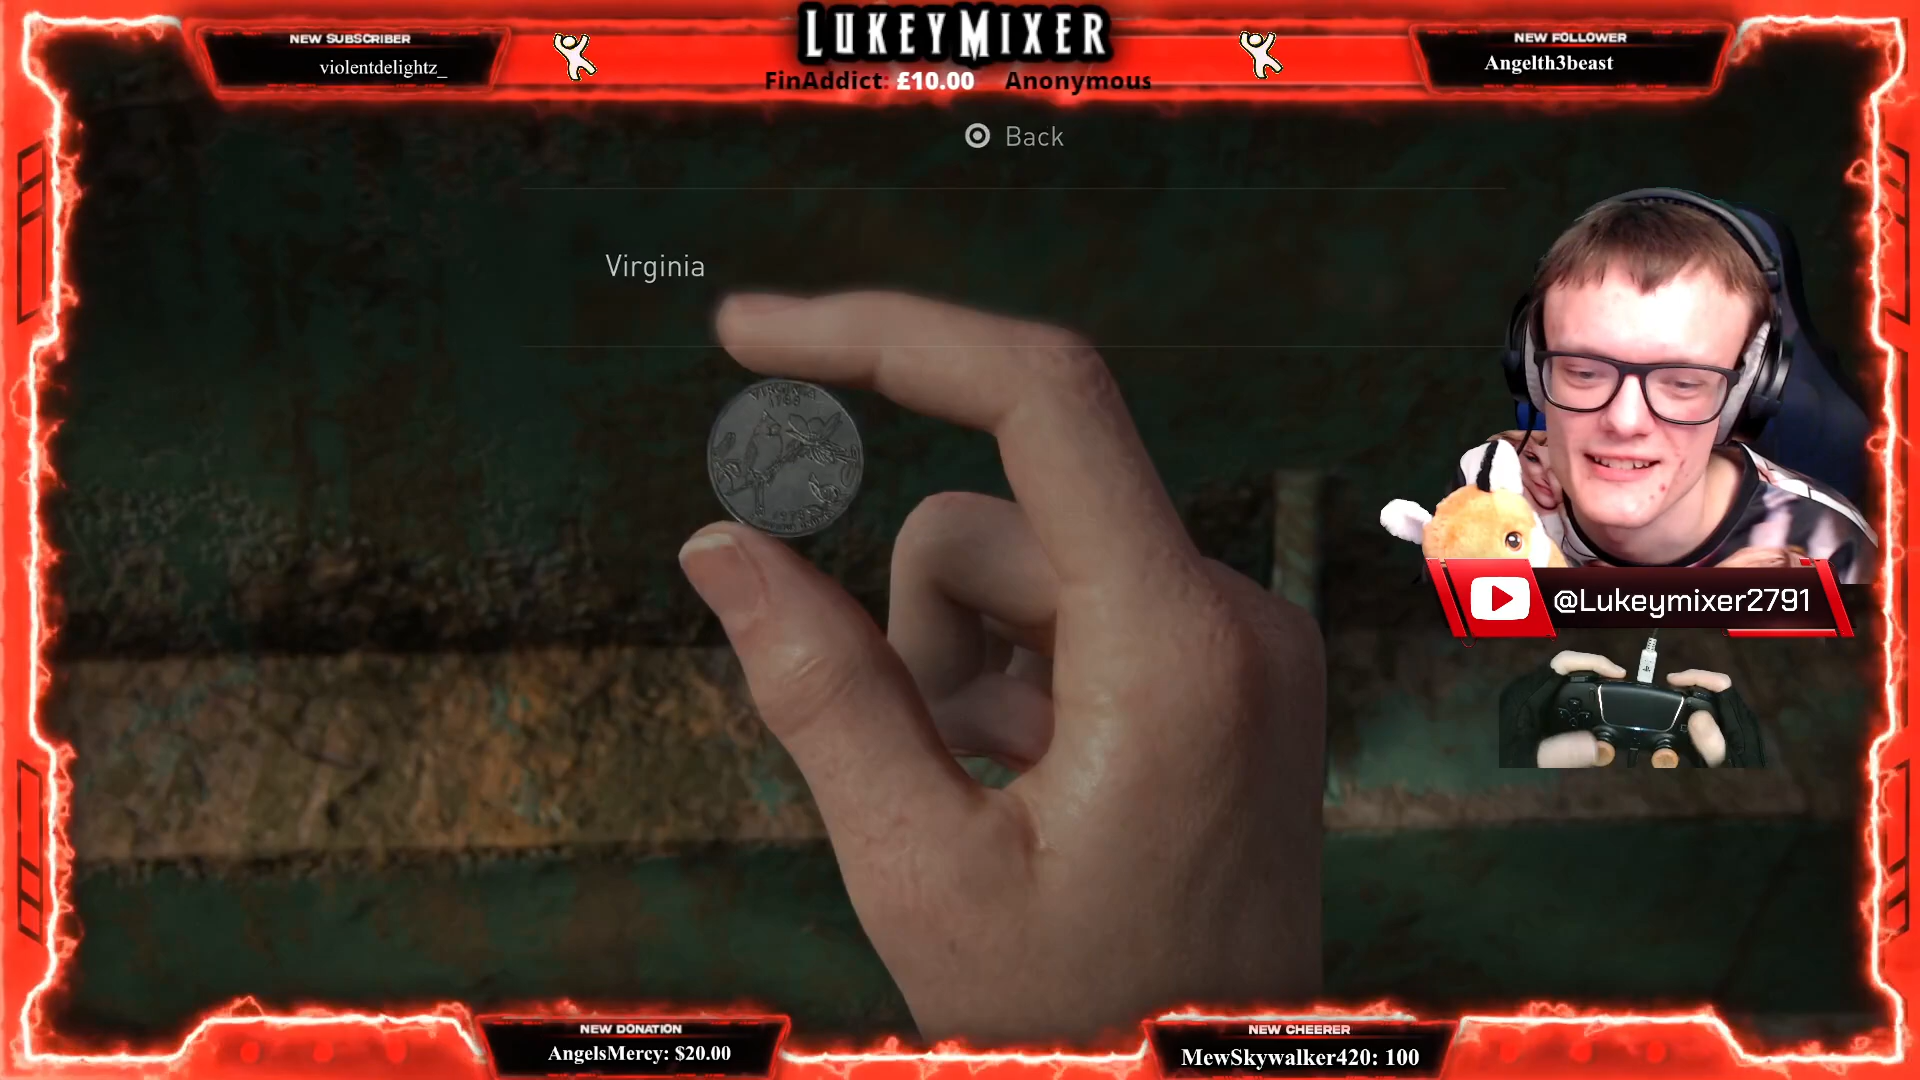 LUKEYMIXER
NEW SUBSCRIBER
violentdelightz_
FinAddict: £10.00 Anonymous
NEW FOLLOWER
Angelth3beast
Back
Virginia
VIRGINIA
@Lukeymixer2791
NEW DONATION
AngelsMercy: $20.00
NEW CHEERER
MewSkywalker420: 100